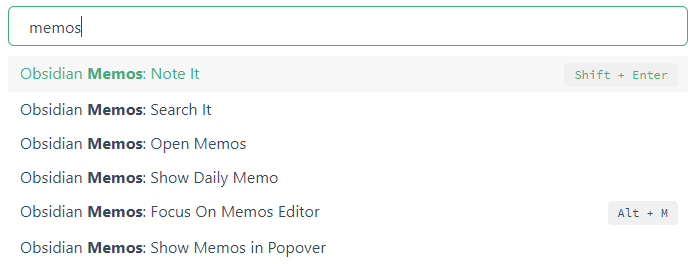 memos
Obsidian Memos: Note It Shift + Enter
Obsidian Memos: Search It
Obsidian Memos: Open Memos
Obsidian Memos: Show Daily Memo
Obsidian Memos: Focus On Memos Editor Alt + M
Obsidian Memos: Show Memos in Popover